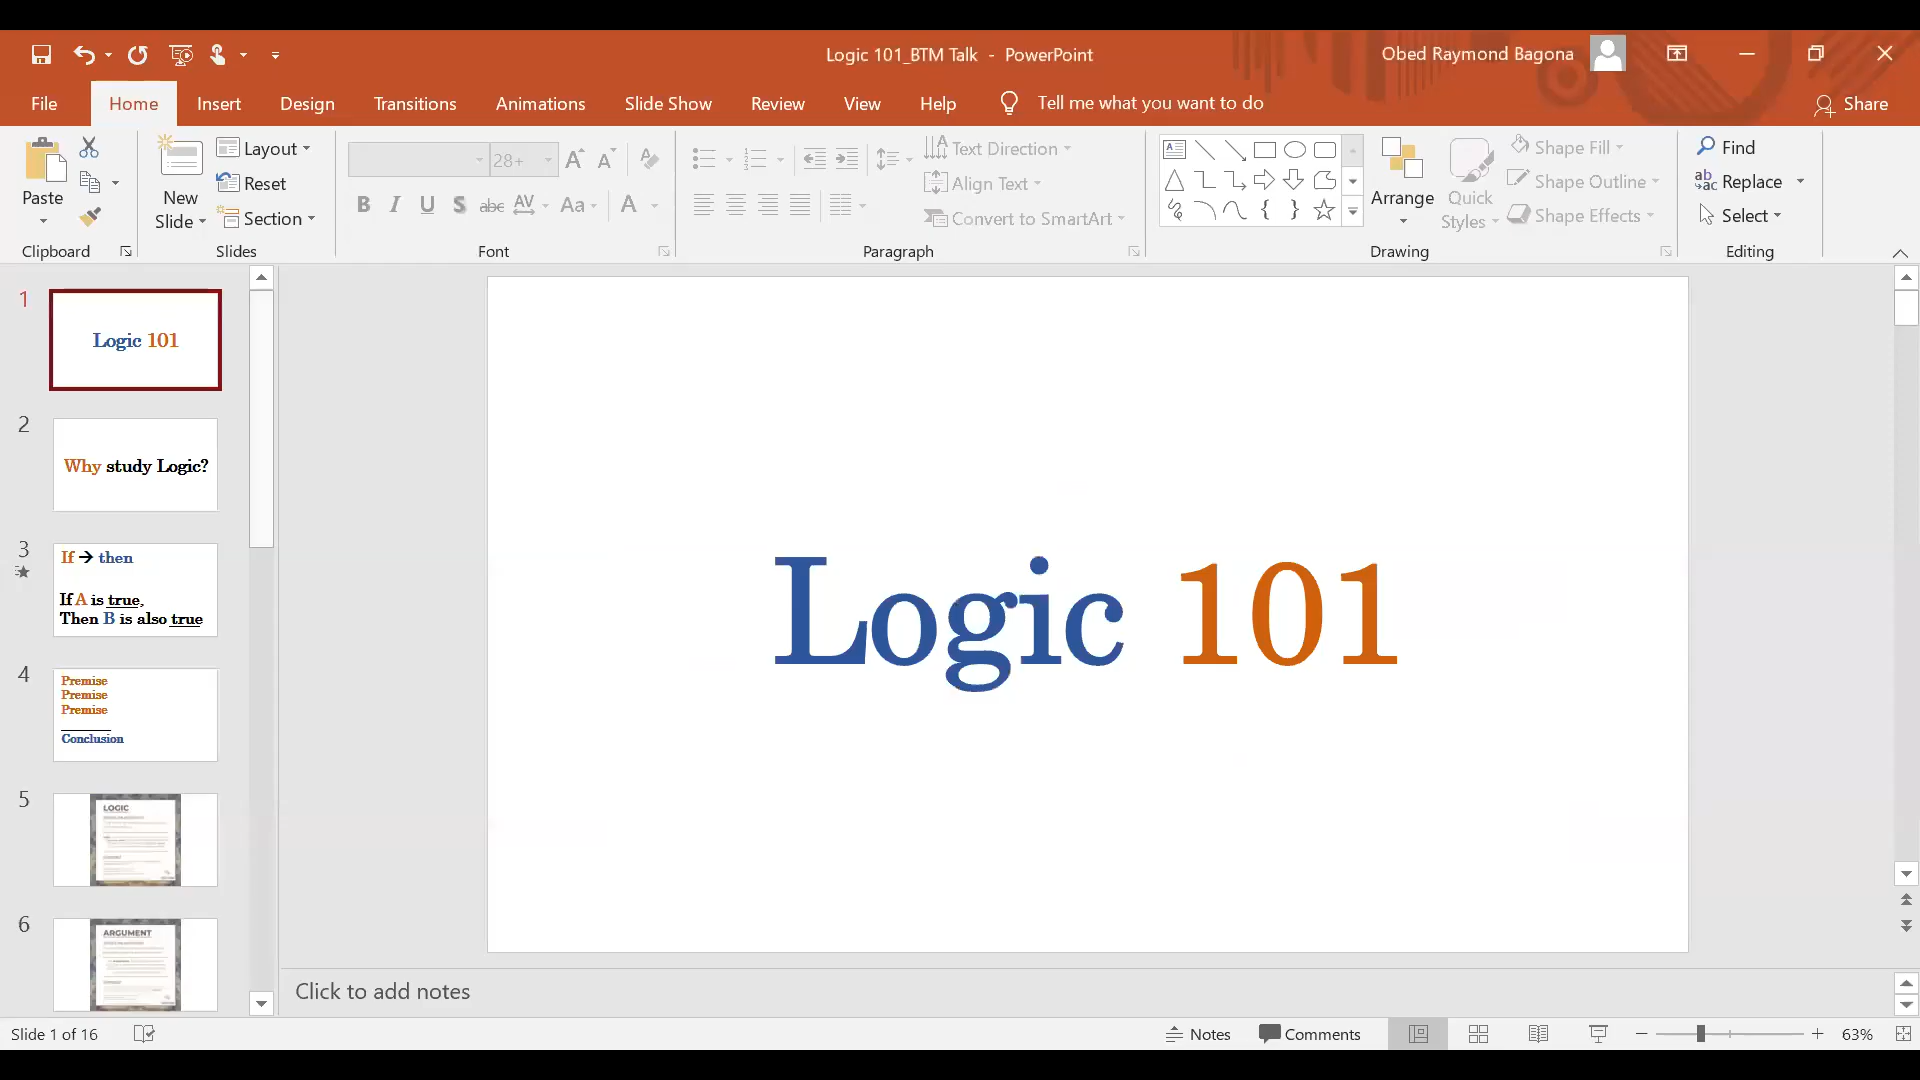 Logic 101_BTM Talk - PowerPoint
Obed Raymond Bagona
File Home Insert Design Transitions Animations Slide Show Review View Help Tell me what you want to do Share
Paste
New Slide
Layout
Reset
Section
28+
B I U S abc AV Aa A
Text Direction
Align Text
Convert to SmartArt
Arrange
Quick Styles
Shape Fill
Shape Outline
Shape Effects
Find
Replace
Select
Clipboard Slides Font Paragraph Drawing Editing
1
Logic 101
2
Why study Logic?
3
If → then
If A is true,
Then B is also true
4
Premise
Premise
Premise
Conclusion
5
LOGIC
6
ARGUMENT
Logic 101
Click to add notes
Slide 1 of 16
Notes Comments 63%